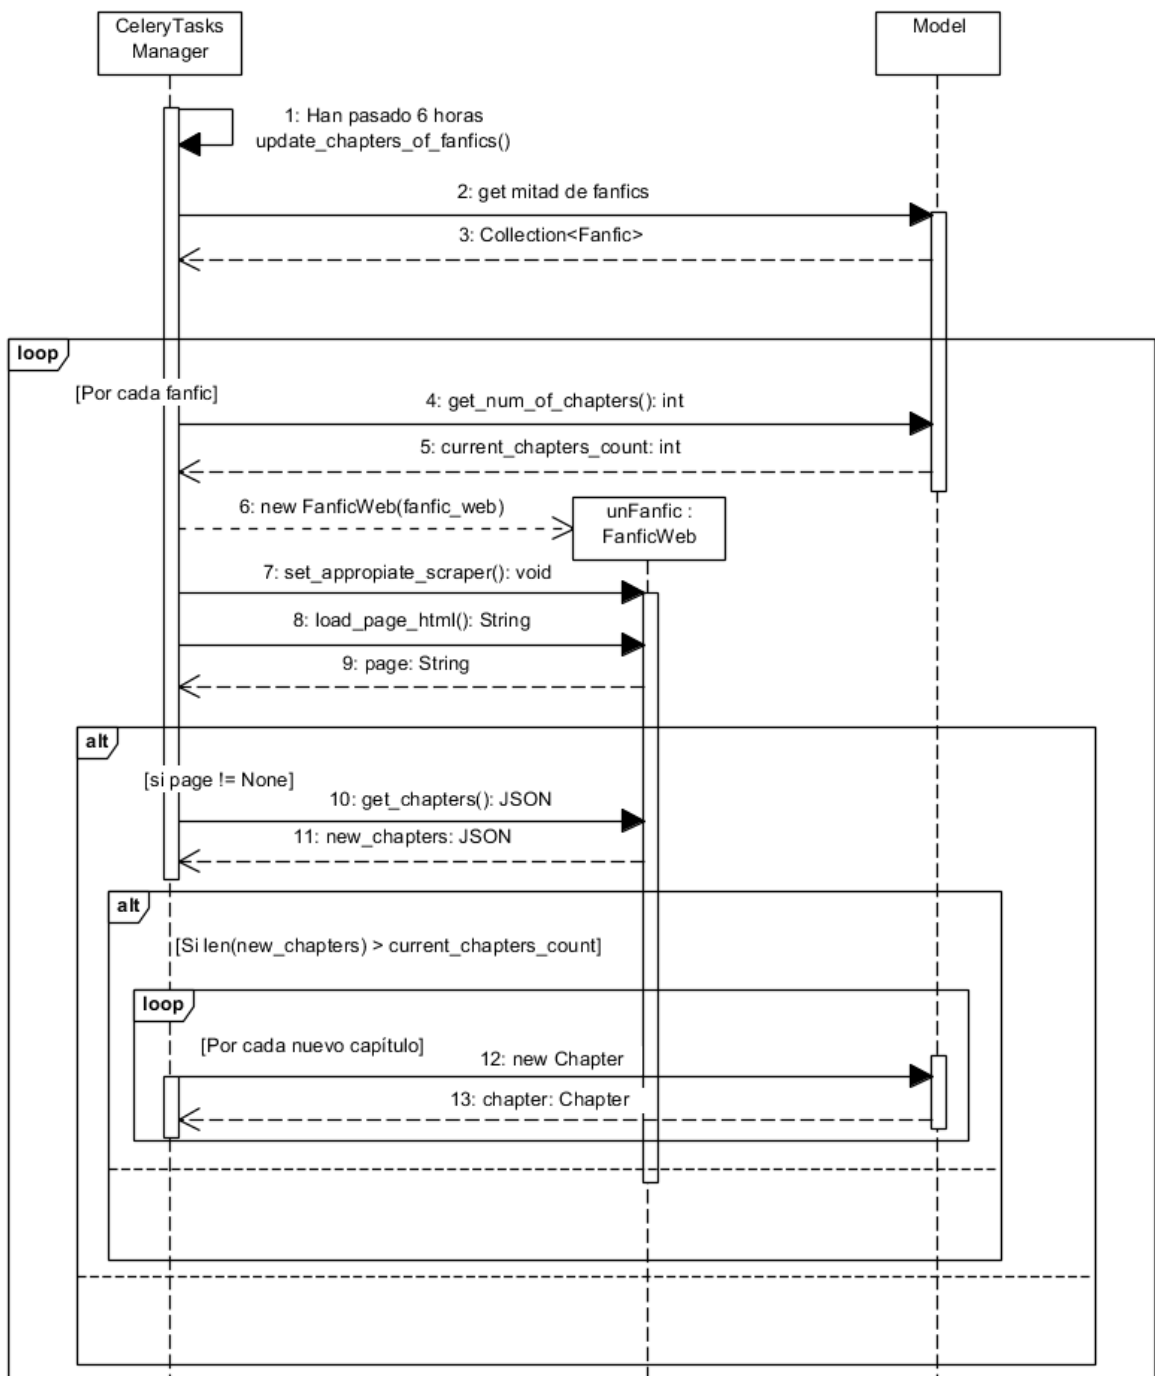 CeleryTasks
Manager
Model
1: Han pasado 6 horas
update_chapters_of_fanfics()
2: get mitad de fanfics
3: Collection<Fanfic>
loop
[Por cada fanfic]
4: get_num_of_chapters(): int
5: current_chapters_count: int
6: new FanficWeb(fanfic_web)
unFanfic :
FanficWeb
7: set_appropiate_scraper(): void
8: load_page_html(): String
9: page: String
alt
[si page != None]
10: get_chapters(): JSON
11: new_chapters: JSON
alt
[Si len(new_chapters) > current_chapters_count]
loop
[Por cada nuevo capítulo]
12: new Chapter
13: chapter: Chapter